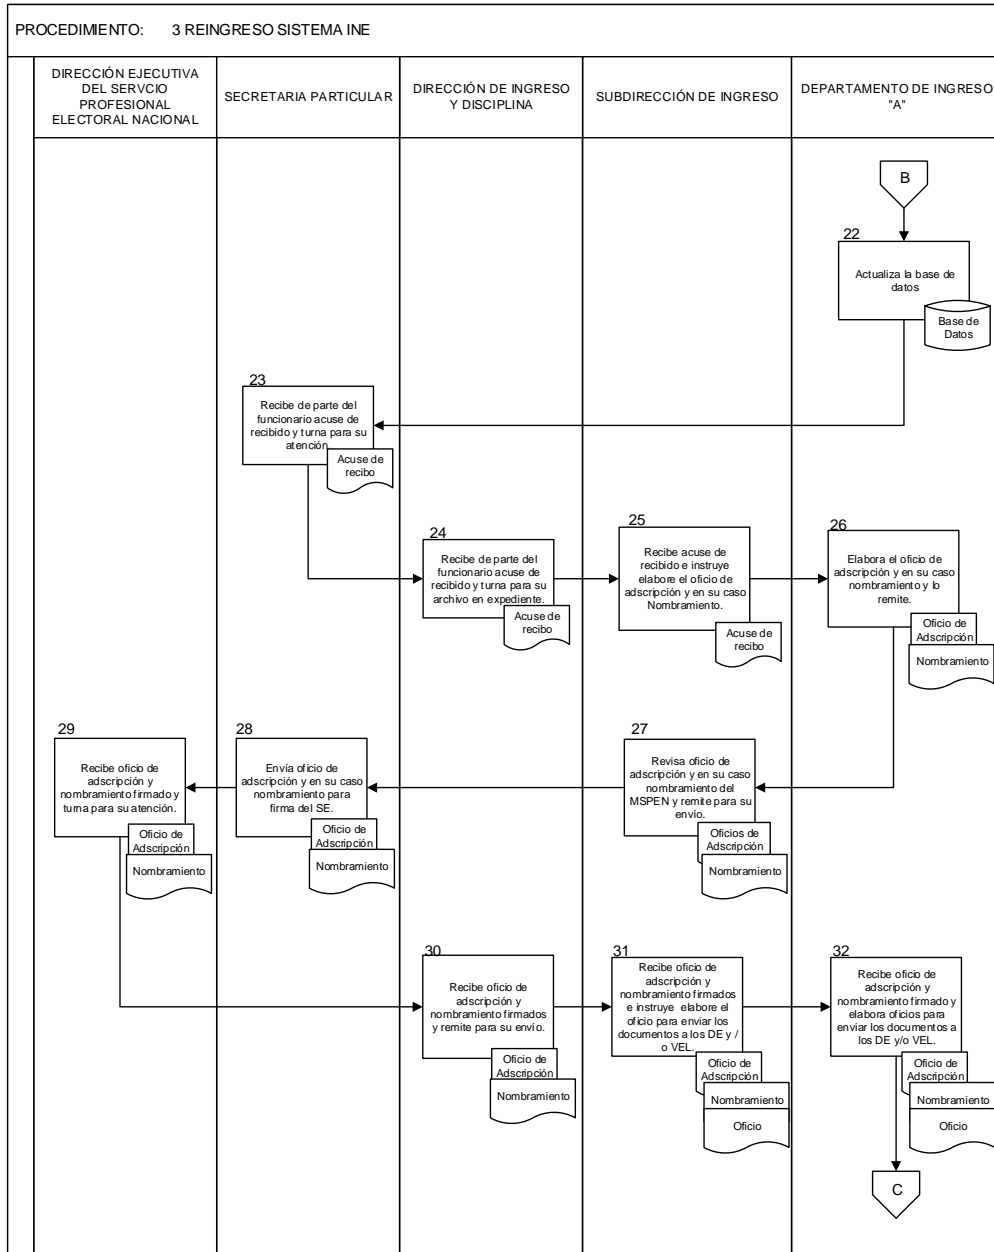 PROCEDIMIENTO: 3 REINGRESO SISTEMA INE
DIRECCIÓN EJECUTIVA
DEL SERVCIO
PROFESIONAL
ELECTORAL NACIONAL
SECRETARIA PARTICULAR
DIRECCIÓN DE INGRESO
Y DISCIPLINA
SUBDIRECCIÓN DE INGRESO
DEPARTAMENTO DE INGRESO
"A"
B
22
Actualiza la base de
datos
Base de
Datos
23
Recibe de parte del
funcionario acuse de
recibido y turna para su
atención.
Acuse de
recibo
24
Recibe de parte del
funcionario acuse de
recibido y turna para su
archivo en expediente.
Acuse de
recibo
25
Recibe acuse de
recibido e instruye
elabore el oficio de
adscripción y en su caso
Nombramiento.
Acuse de
recibo
26
Elabora el oficio de
adscripción y en su caso
nombramiento y lo
remite.
Oficio de
Adscripción
Nombramiento
29
Recibe oficio de
adscripción y
nombramiento firmado y
turna para su atención.
Oficio de
Adscripción
Nombramiento
28
Envía oficio de
adscripción y en su caso
nombramiento para
firma del SE.
Oficio de
Adscripción
Nombramiento
27
Revisa oficio de
adscripción y en su caso
nombramiento del
MSPEN y remite para su
envío.
Oficios de
Adscripción
Nombramiento
30
Recibe oficio de
adscripción y
nombramiento firmados
y remite para su envío.
Oficio de
Adscripción
Nombramiento
31
Recibe oficio de
adscripción y
nombramiento firmados
e instruye elabore el
oficio para enviar los
documentos a los DE y /
o VEL.
Oficio de
Adscripción
Nombramiento
Oficio
32
Recibe oficio de
adscripción y
nombramiento firmado y
elabora oficios para
enviar los documentos a
los DE y/o VEL.
Oficio de
Adscripción
Nombramiento
Oficio
C